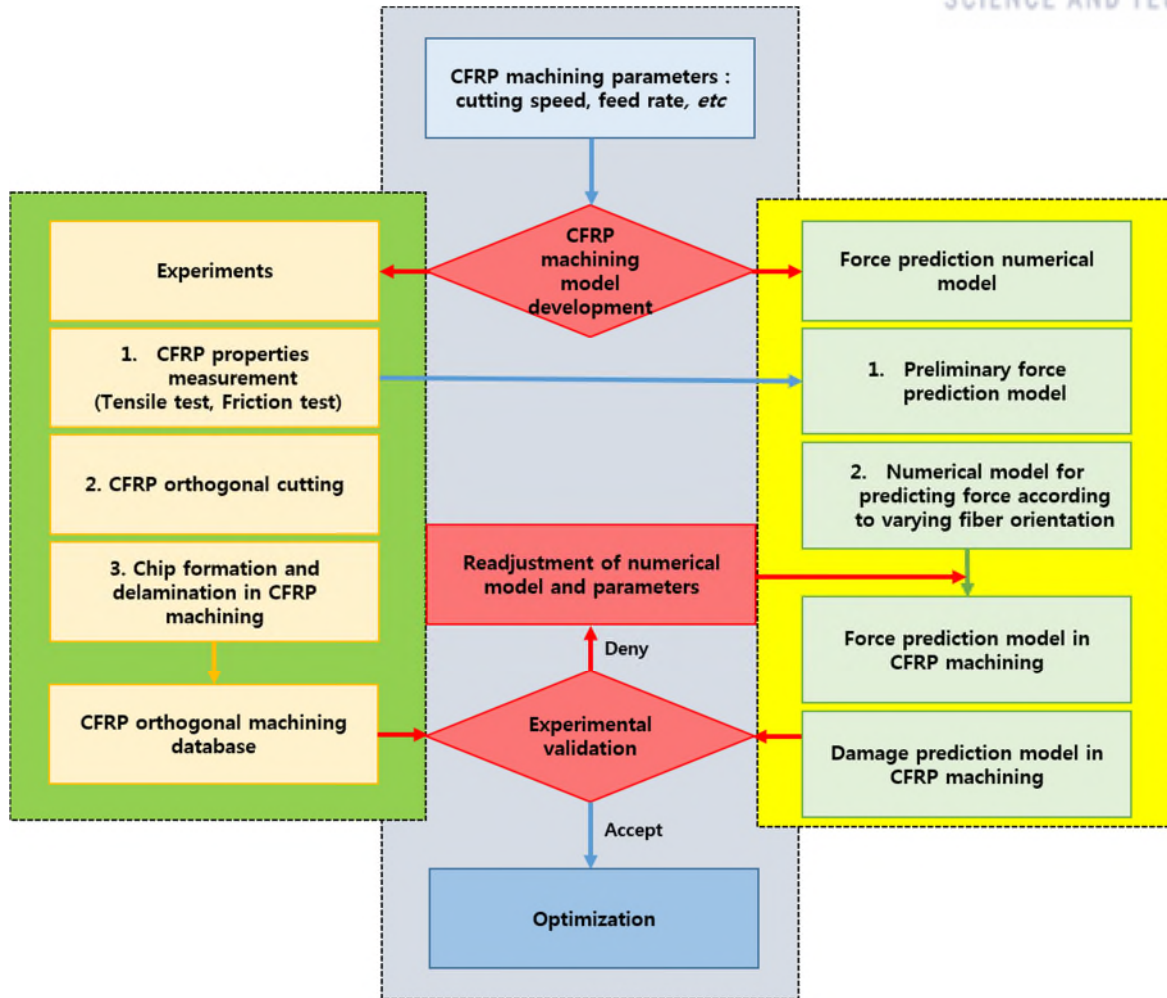 SCIENCE AND
CFRP machining parameters :
cutting speed, feed rate, etc
CFRP
machining
model
development
Experiments
1. CFRP properties
measurement
(Tensile test, Friction test)
2. CFRP orthogonal cutting
3. Chip formation and
delamination in CFRP
machining
CFRP orthogonal machining
database
Force prediction numerical
model
1. Preliminary force
prediction model
2. Numerical model for
predicting force according
to varying fiber orientation
Readjustment of numerical
model and parameters
Force prediction model in
CFRP machining
Damage prediction model in
CFRP machining
Deny
Experimental
validation
Accept
Optimization